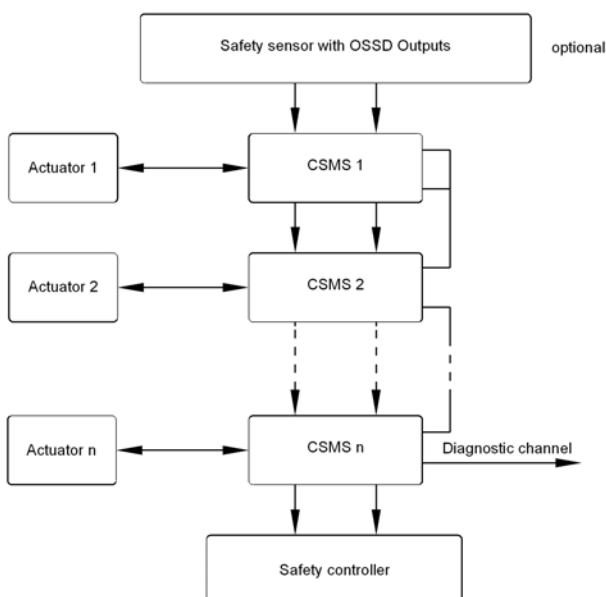 Safety sensor with OSSD Outputs
optional
Actuator 1
CSMS 1
Actuator 2
CSMS 2
Actuator n
CSMS n
Diagnostic channel
Safety controller